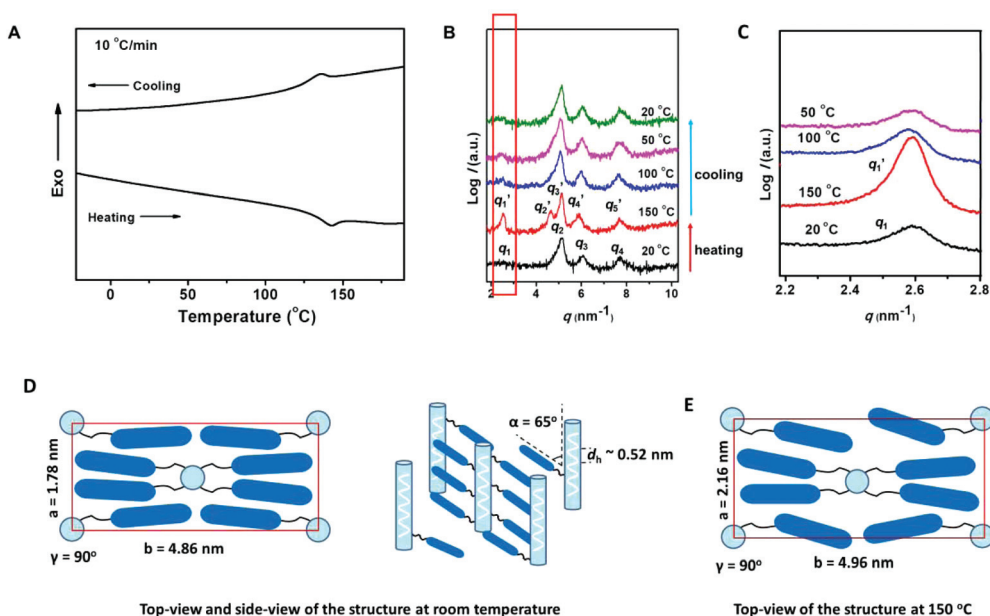 A
10 °C/min
Cooling
Heating
Exo
0
50
100
150
Temperature (°C)
B
Log I (a.u.)
20 °C
50 °C
100 °C
150 °C
20 °C
q1'
q2'
q3'
q4'
q5'
q1
q2
q3
q4
cooling
heating
2
4
6
8
10
q (nm⁻¹)
C
Log I (a.u.)
50 °C
100 °C
150 °C
20 °C
q1'
q1
2.2
2.4
2.6
2.8
q (nm⁻¹)
D
a = 1.78 nm
γ = 90°
b = 4.86 nm
α = 65°
dh ~ 0.52 nm
E
a = 2.16 nm
γ = 90°
b = 4.96 nm
Top-view and side-view of the structure at room temperature
Top-view of the structure at 150 °C